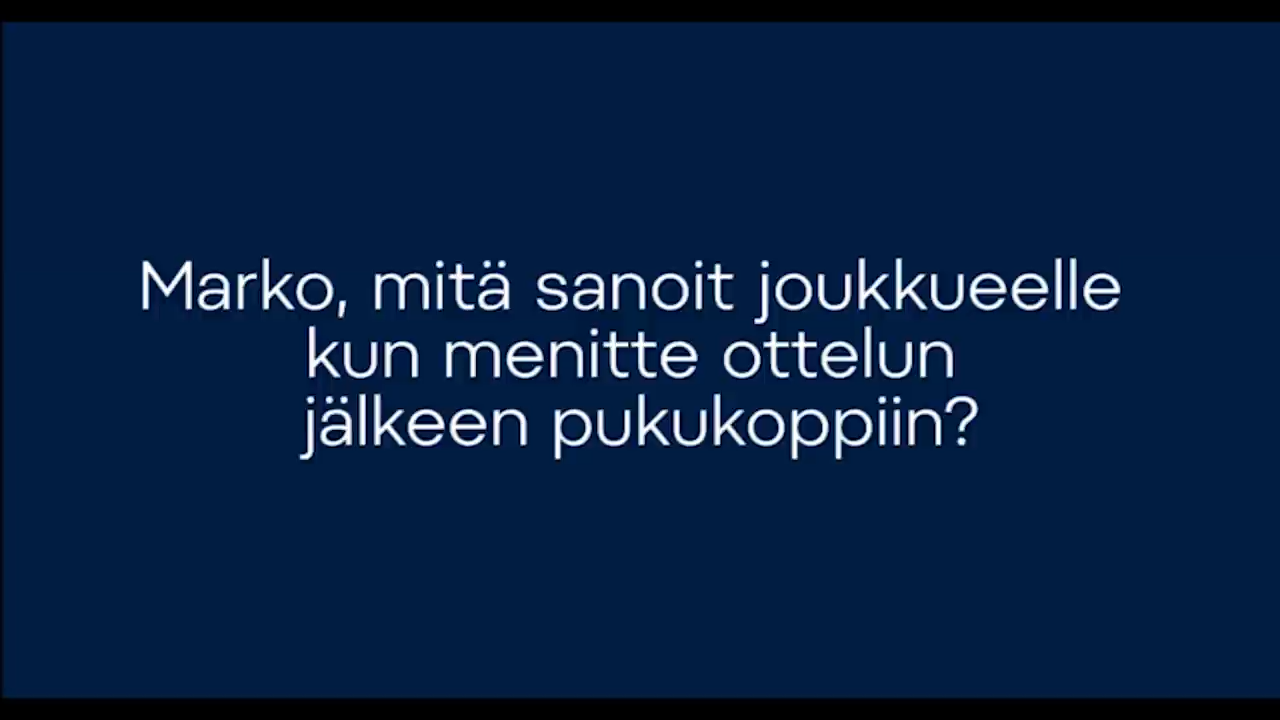 Marko, mitä sanoit joukkueelle
kun menitte ottelun
jälkeen pukukoppiin?